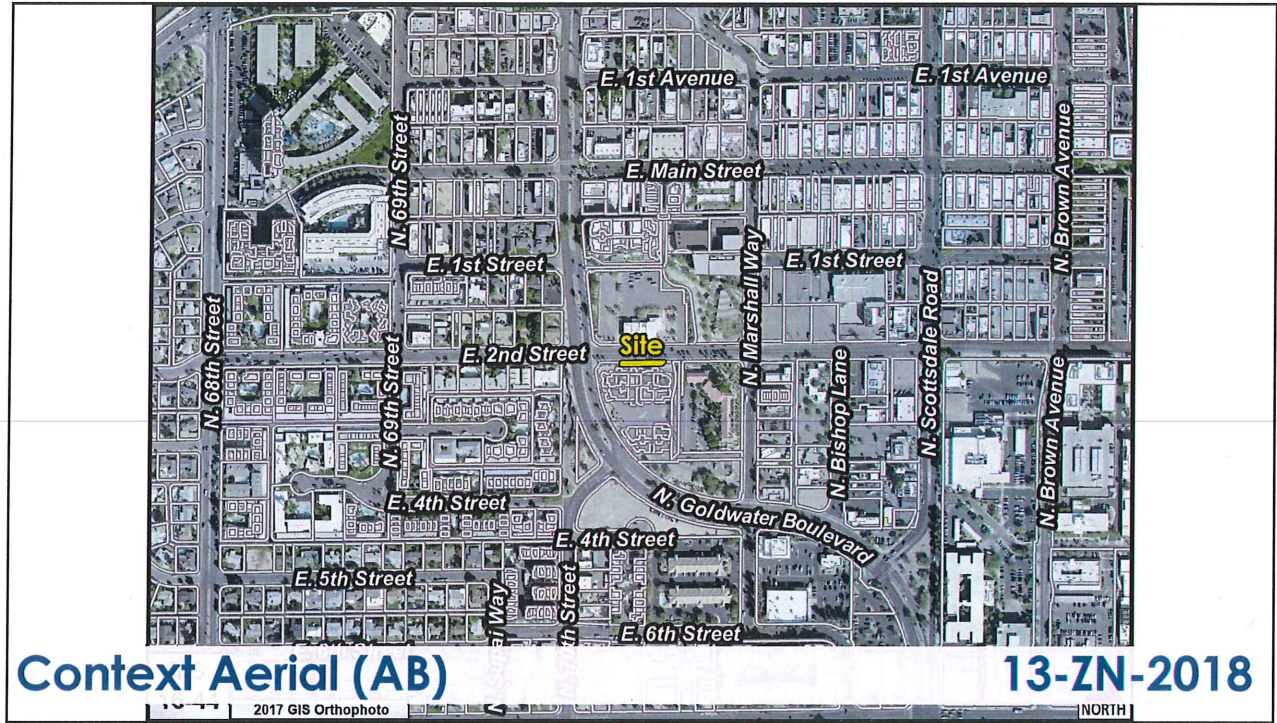 E. 1st Avenue
E. 1st Avenue
N. 69th Street
N. Brown Avenue
E. Main Street
E. 1st Street
E. 1st Street
N. Marshall Way
N. 68th Street
N. Scottsdale Road
Site
E. 2nd Street
N. 69th Street
N. Bishop Lane
N. Brown Avenue
E. 4th Street
N. Goldwater Boulevard
E. 4th Street
E. 5th Street
E. 6th Street
Context Aerial (AB)
13-ZN-2018
2017 GIS Orthophoto
NORTH